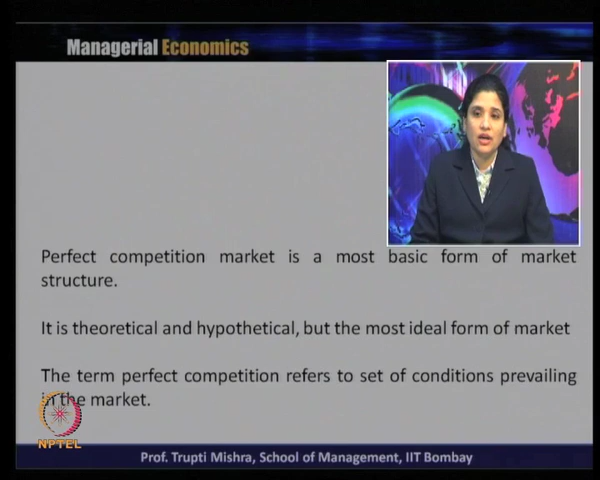 Managerial Economics
Perfect competition market is a most basic form of market
structure.
It is theoretical and hypothetical, but the most ideal form of market
The term perfect competition refers to set of conditions prevailing
in the market.
NPTEL
Prof. Trupti Mishra, School of Management, IIT Bombay